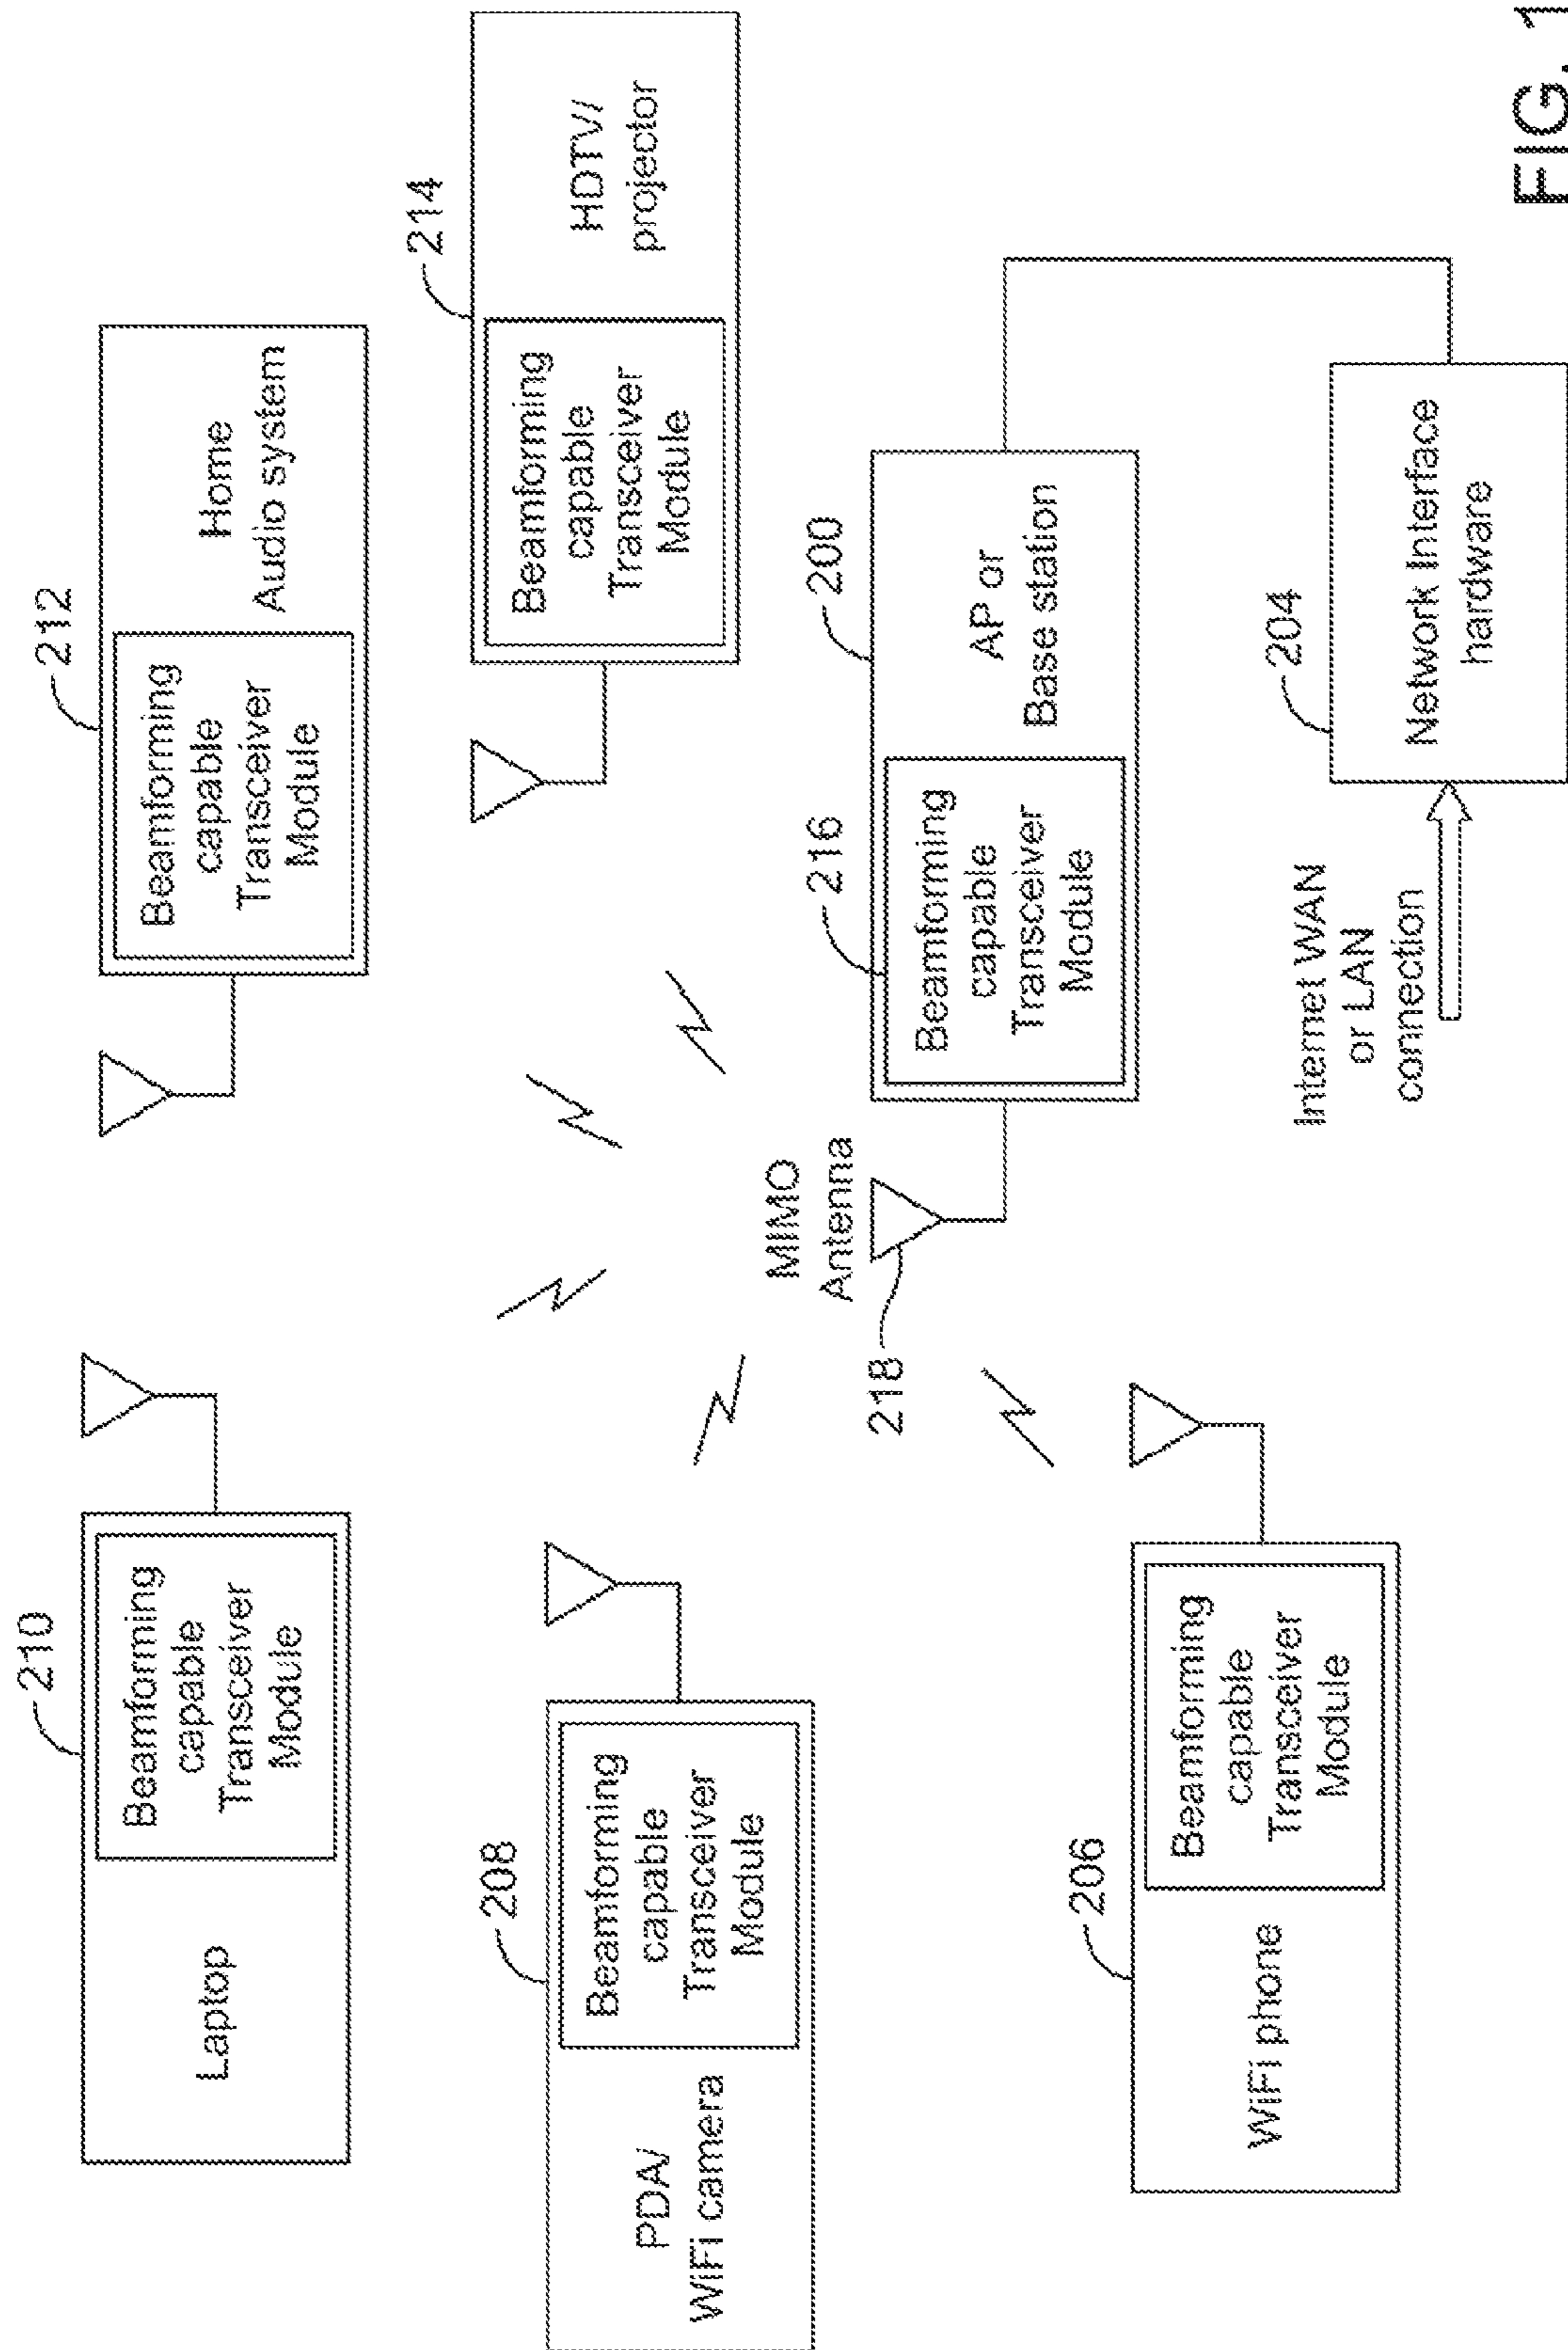 210
Laptop
Beamforming
capable
Transceiver
Module
212
Beamforming
capable
Transceiver
Module
Home
Audio system
208
PDA/
WiFi camera
Beamforming
capable
Transceiver
Module
214
Beamforming
capable
Transceiver
Module
HDTV/
projector
MIMO
Antenna
218
216
200
Beamforming
capable
Transceiver
Module
AP or
Base station
206
WiFi phone
Beamforming
capable
Transceiver
Module
Internet WAN
or LAN
connection
204
Network Interface
hardware
FIG. 1